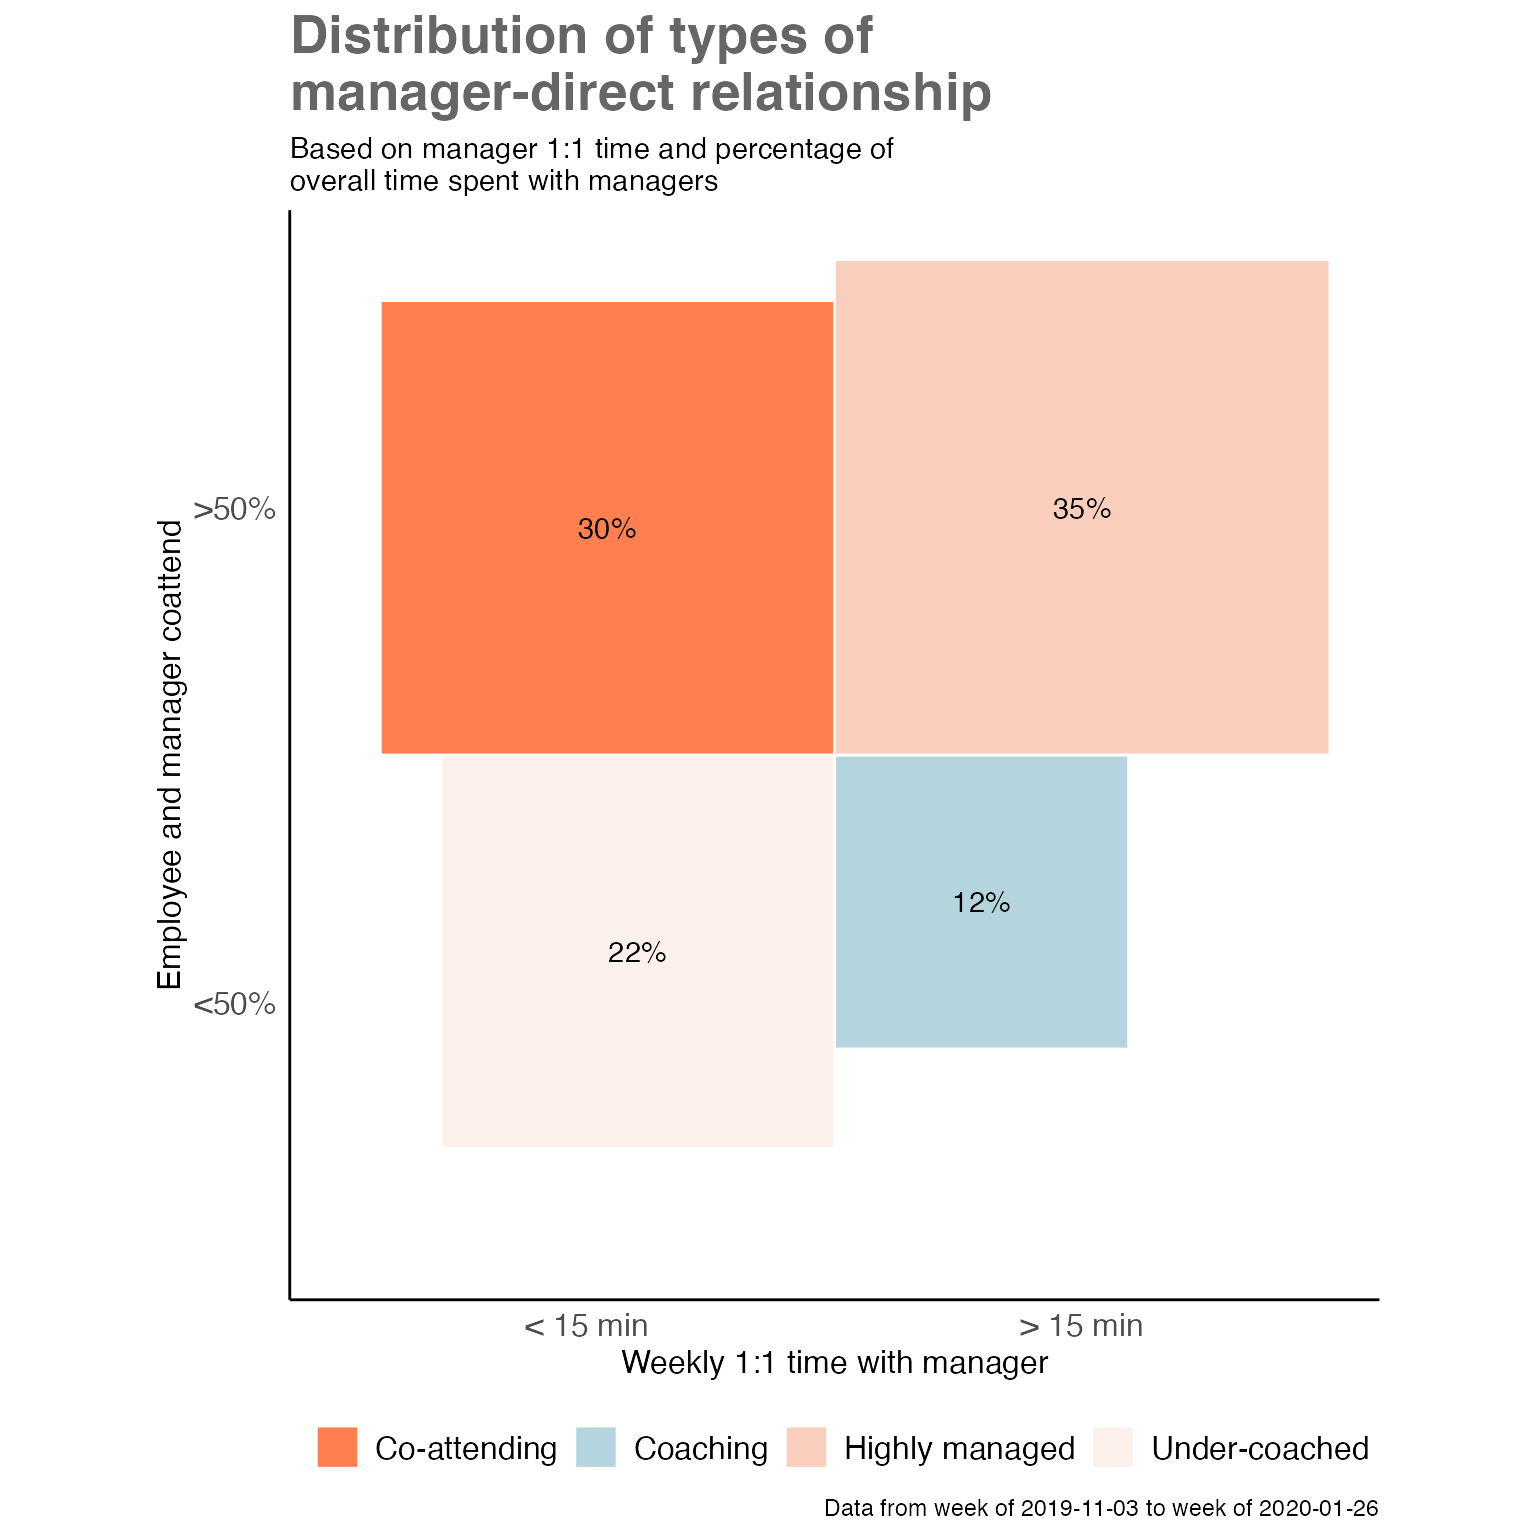 Distribution of types of
manager-direct relationship
Based on manager 1:1 time and percentage of
overall time spent with managers
Employee and manager coattend
>50%
<50%
30%
35%
22%
12%
< 15 min
> 15 min
Weekly 1:1 time with manager
Co-attending
Coaching
Highly managed
Under-coached
Data from week of 2019-11-03 to week of 2020-01-26